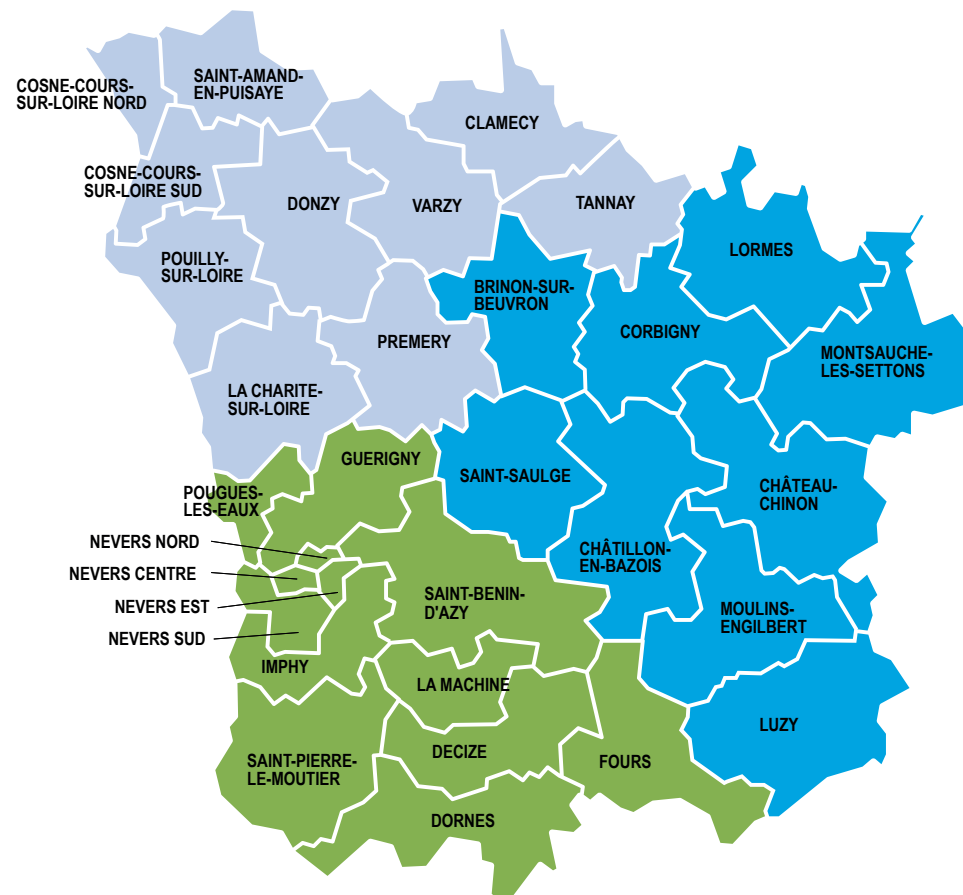 COSNE-COURS-
SUR-LOIRE NORD
SAINT-AMAND-
EN-PUISAYE
CLAMECY
COSNE-COURS-
SUR-LOIRE SUD
DONZY
VARZY
TANNAY
POUILLY-
SUR-LOIRE
LORMES
BRINON-SUR-
BEUVRON
CORBIGNY
PREMERY
MONTSAUCHE-
LES-SETTONS
LA CHARITE-
SUR-LOIRE
GUERIGNY
SAINT-SAULGE
CHÂTEAU-
CHINON
POUGUES-
LES-EAUX
NEVERS NORD
CHÂTILLON-
EN-BAZOIS
NEVERS CENTRE
SAINT-BENIN-
D'AZY
NEVERS EST
MOULINS-
ENGILBERT
NEVERS SUD
IMPHY
LA MACHINE
LUZY
DECIZE
SAINT-PIERRE-
LE-MOUTIER
FOURS
DORNES